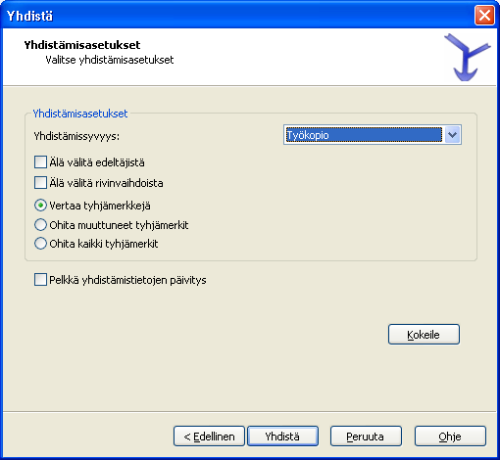 Yhdistä
Yhdistämisasetukset
Valitse yhdistämisasetukset
Yhdistämisasetukset
Yhdistämissyvyys: Työkopio
Älä välitä edeltäjistä
Älä välitä rivinvaihdoista
Vertaa tyhjämerkkejä
Ohita muuttuneet tyhjämerkit
Ohita kaikki tyhjämerkit
Pelkkä yhdistämistietojen päivitys
Kokeile
< Edellinen Yhdistä Peruuta Ohje